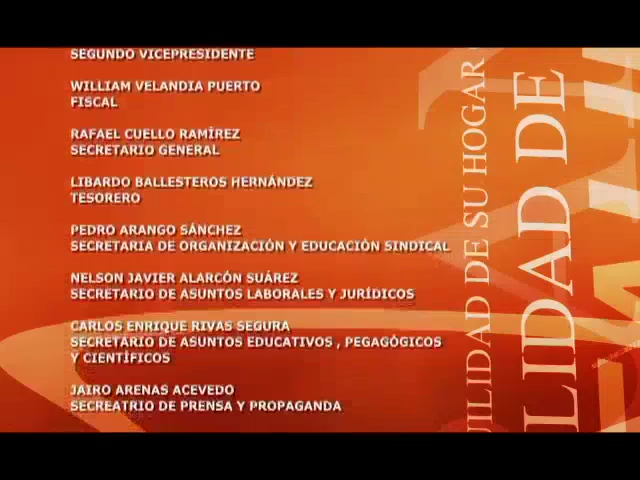 SEGUNDO VICEPRESIDENTE
WILLIAM VELANDIA PUERTO
FISCAL
RAFAEL CUELLO RAMÍREZ
SECRETARIO GENERAL
LIBARDO BALLESTEROS HERNÁNDEZ
TESORERO
PEDRO ARANGO SÁNCHEZ
SECRETARIA DE ORGANIZACIÓN Y EDUCACIÓN SINDICAL
NELSON JAVIER ALARCÓN SUÁREZ
SECRETARIO DE ASUNTOS LABORALES Y JURÍDICOS
CARLOS ENRIQUE RIVAS SEGURA
SECRETARIO DE ASUNTOS EDUCATIVOS , PEGAGÓGICOS
Y CIENTÍFICOS
JAIRO ARENAS ACEVEDO
SECREATRIO DE PRENSA Y PROPAGANDA
UILIDAD DE SU HOGAR
LIDAD DE